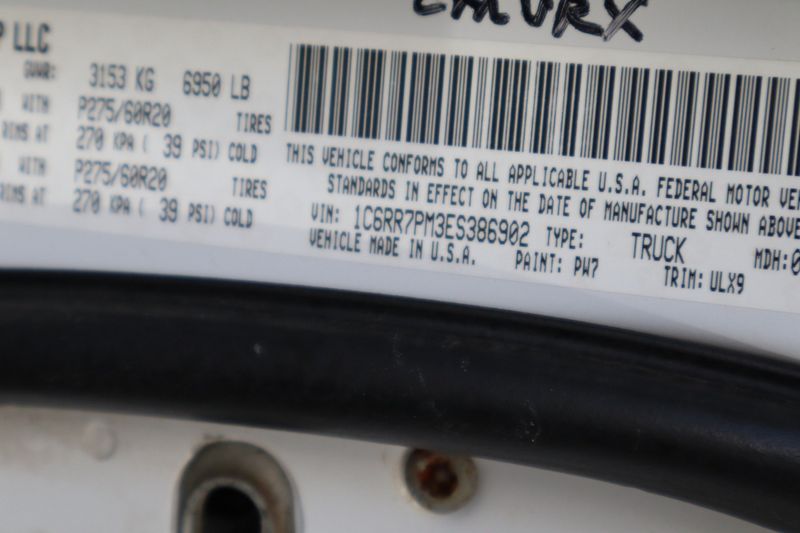 P LLC
GVWR: 3153 KG 6950 LB
WITH P275/60R20 TIRES
RIMS AT 270 KPA ( 39 PSI) COLD
WITH P275/60R20 TIRES
RIMS AT 270 KPA ( 39 PSI) COLD
THIS VEHICLE CONFORMS TO ALL APPLICABLE U.S.A. FEDERAL MOTOR VEH
STANDARDS IN EFFECT ON THE DATE OF MANUFACTURE SHOWN ABOVE
VIN: 1C6RR7PM3ES386902 TYPE: TRUCK MDH:0
VEHICLE MADE IN U.S.A. PAINT: PW7 TRIM: ULX9